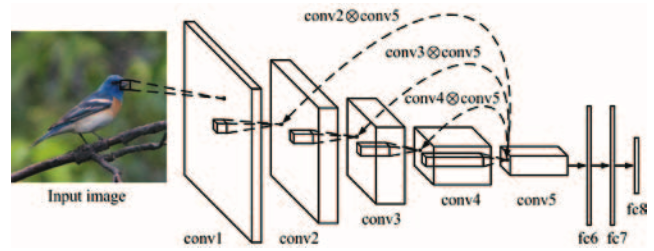 conv2⊗conv5
conv3⊗conv5
conv4⊗conv5
Input image
conv1
conv2
conv3
conv4
conv5
fc6
fc7
fc8